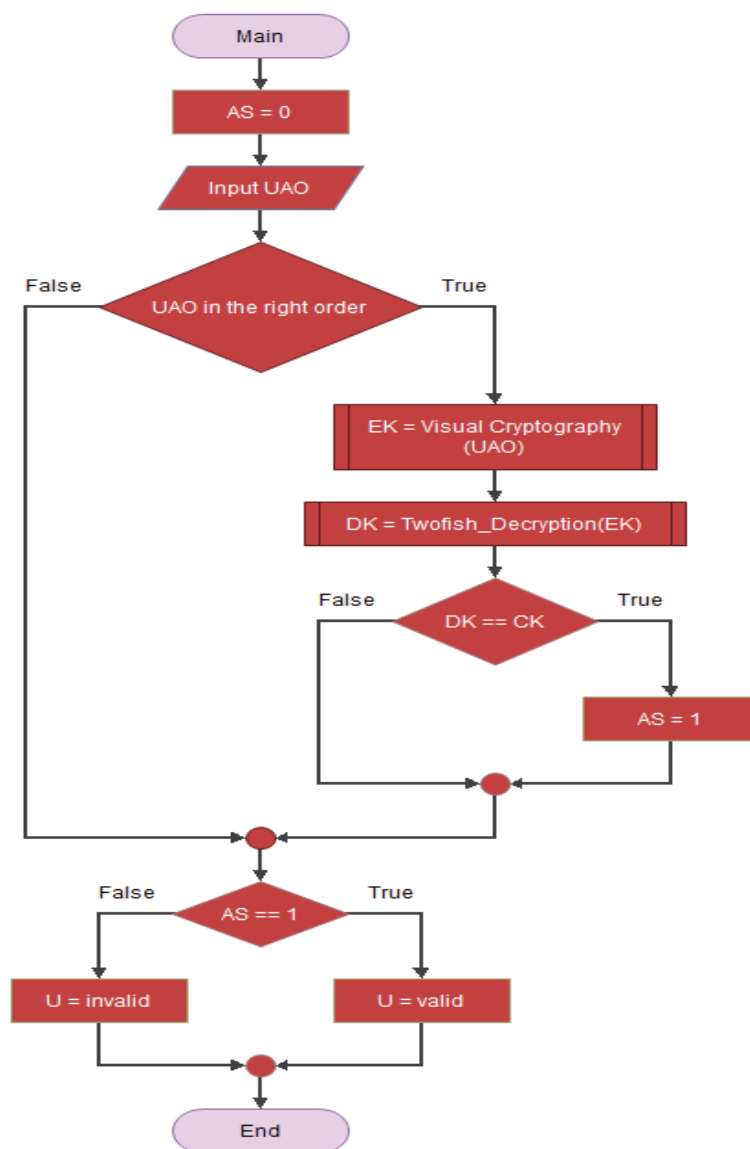 Main
AS = 0
Input UAO
False
True
UAO in the right order
EK = Visual Cryptography
(UAO)
DK = Twofish_Decryption(EK)
False
True
DK == CK
AS = 1
False
True
AS == 1
U = invalid
U = valid
End